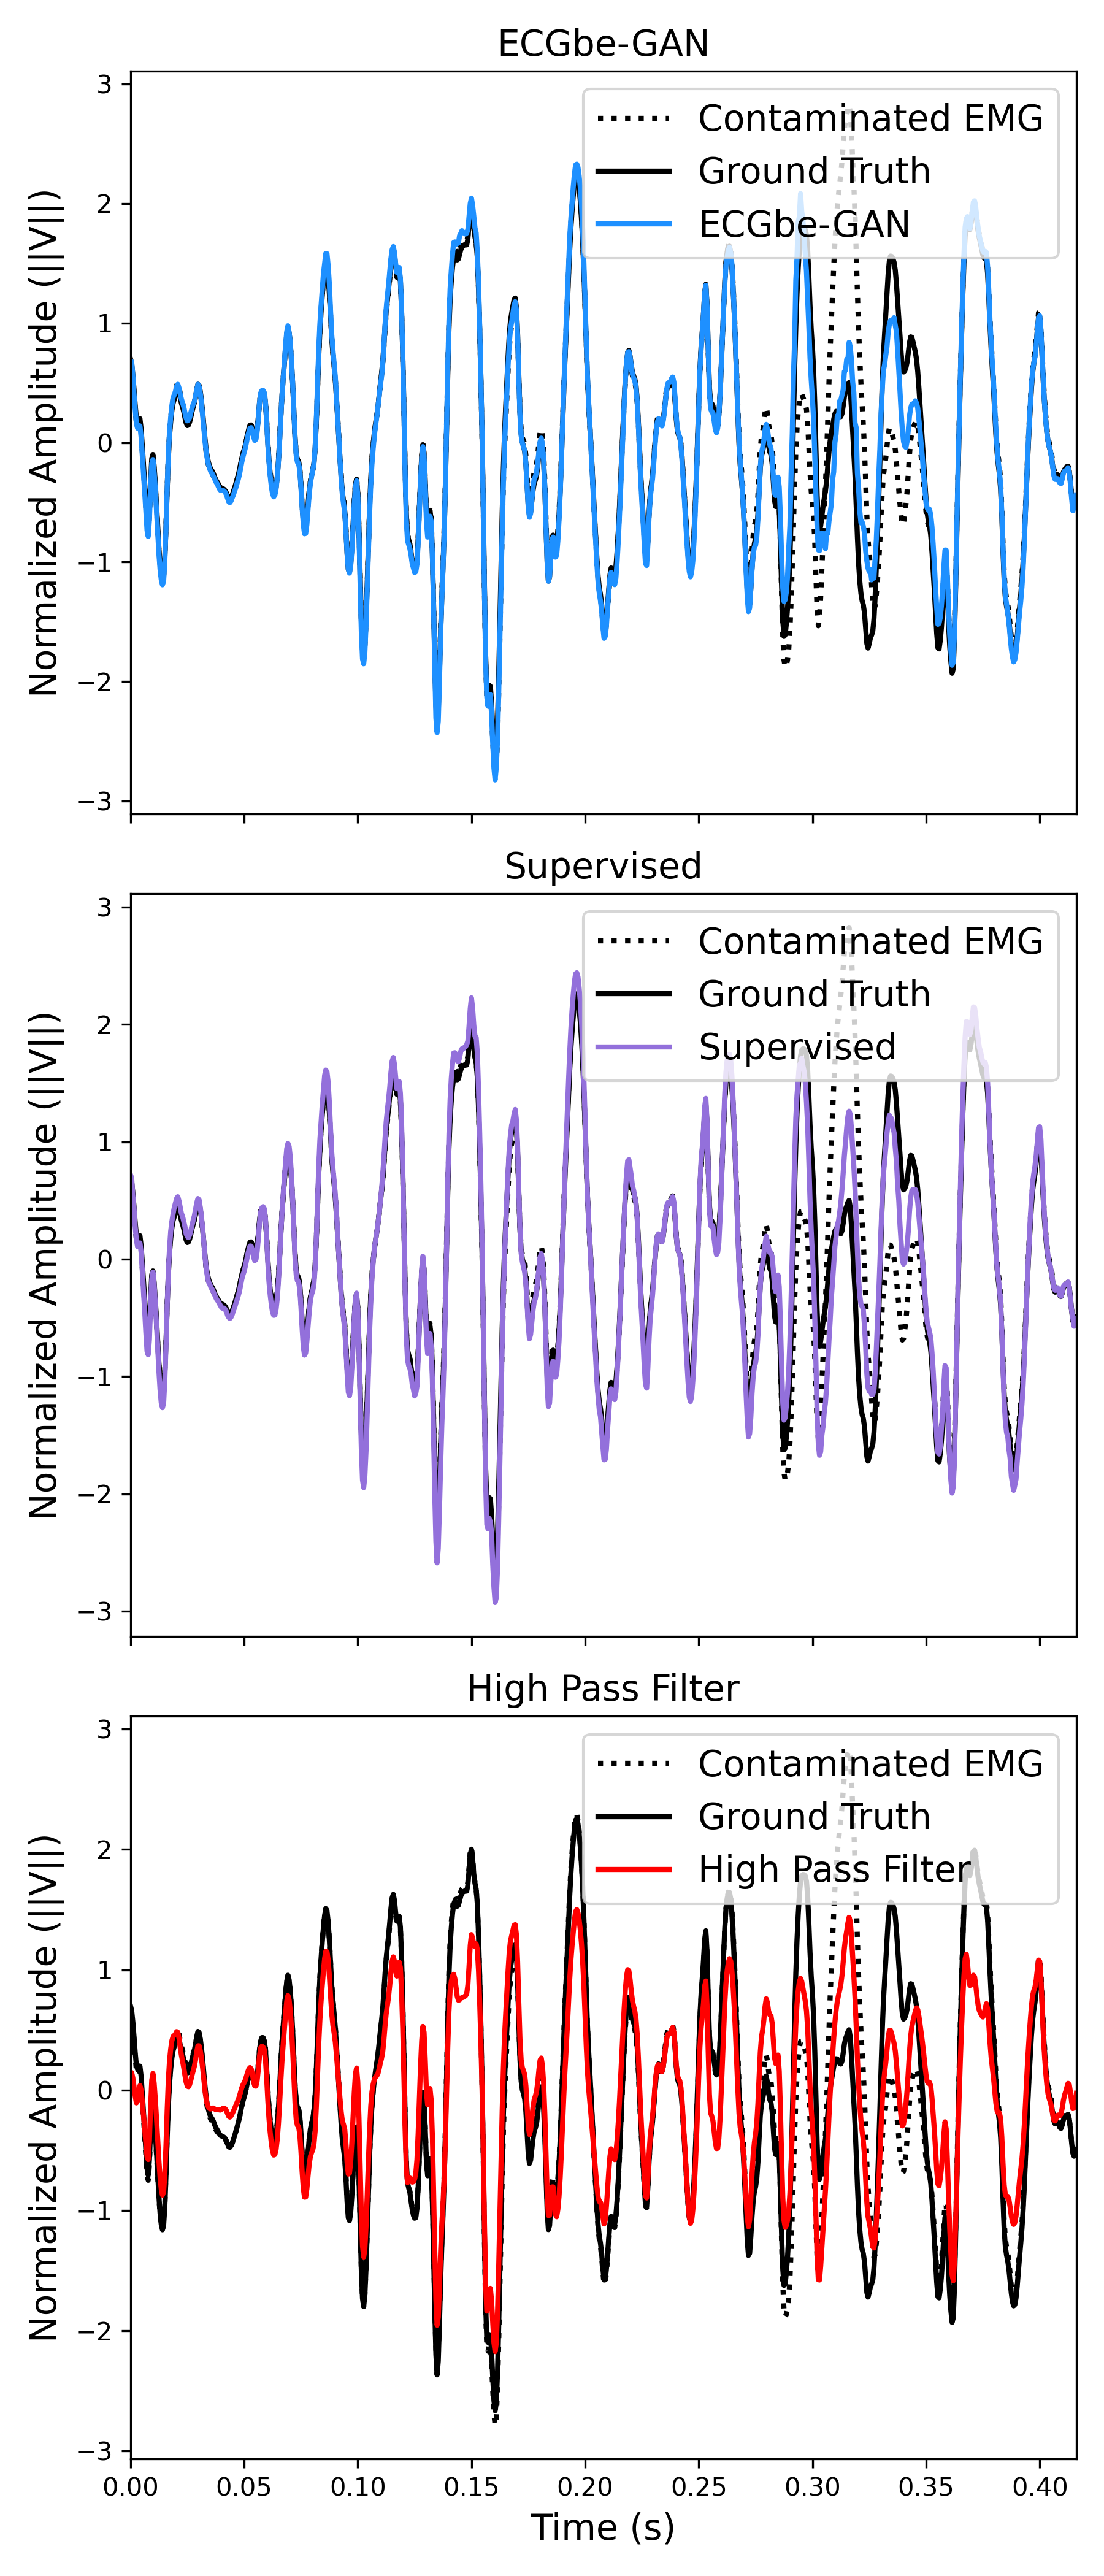 ECGbe-GAN
3
2
1
0
−1
−2
−3
Normalized Amplitude (||V||)
Contaminated EMG
Ground Truth
ECGbe-GAN
Supervised
3
2
1
0
−1
−2
−3
Normalized Amplitude (||V||)
Contaminated EMG
Ground Truth
Supervised
High Pass Filter
3
2
1
0
−1
−2
−3
Normalized Amplitude (||V||)
Contaminated EMG
Ground Truth
High Pass Filter
0.00 0.05 0.10 0.15 0.20 0.25 0.30 0.35 0.40
Time (s)